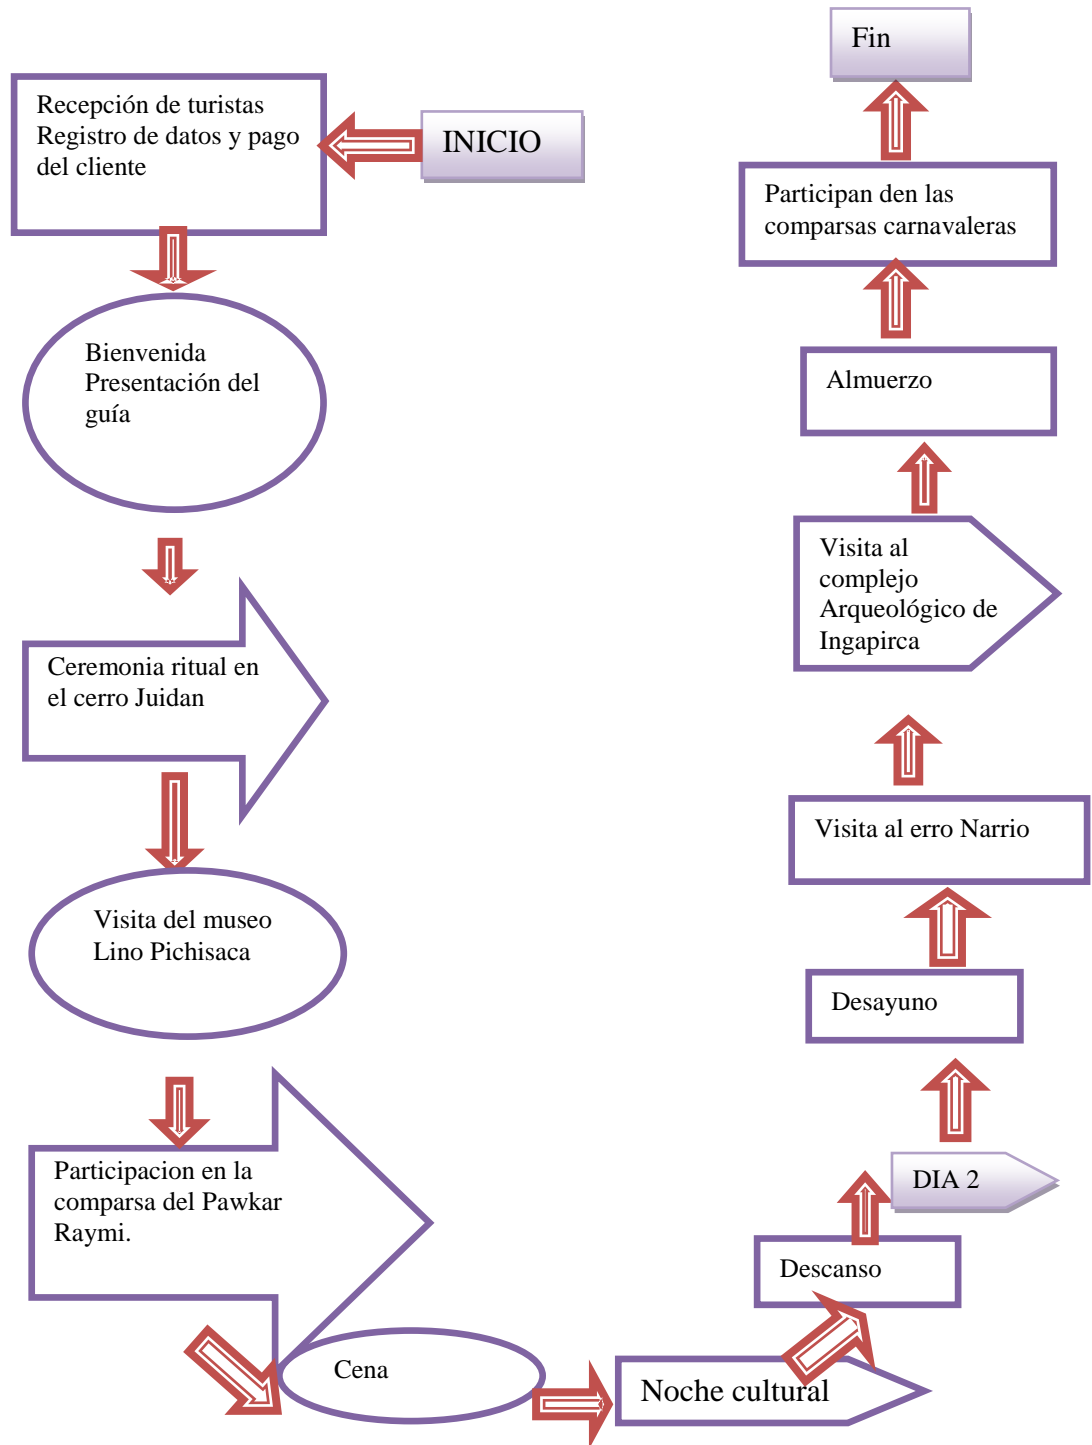 INICIO
Recepción de turistas
Registro de datos y pago
del cliente
Bienvenida
Presentación del
guía
Ceremonia ritual en
el cerro Juidan
Visita del museo
Lino Pichisaca
Participacion en la
comparsa del Pawkar
Raymi.
Cena
Noche cultural
Descanso
DIA 2
Desayuno
Visita al erro Narrio
Visita al
complejo
Arqueológico de
Ingapirca
Almuerzo
Participan den las
comparsas carnavaleras
Fin